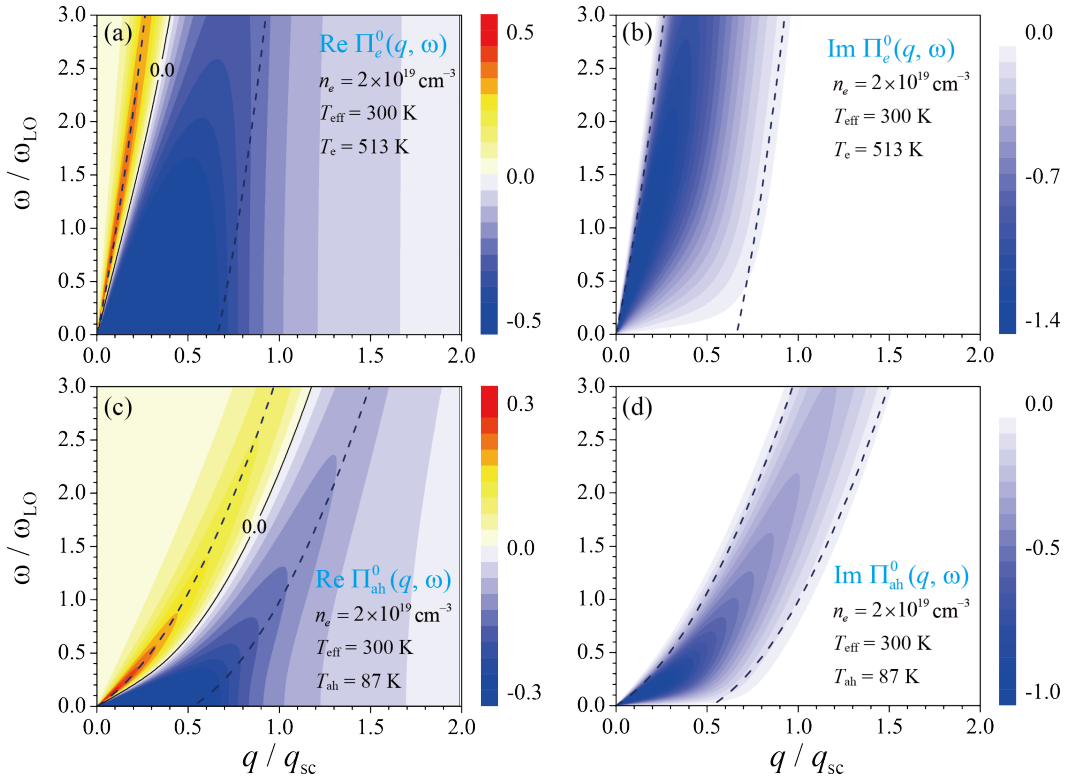 (a)
Re Π⁰ₑ(q, ω)
nₑ = 2×10¹⁹ cm⁻³
T_eff = 300 K
T_e = 513 K
0.0
ω / ω_LO
3.0
2.5
2.0
1.5
1.0
0.5
0.0
0.0 0.5 1.0 1.5 2.0
0.5
0.0
-0.5
(b)
Im Π⁰ₑ(q, ω)
nₑ = 2×10¹⁹ cm⁻³
T_eff = 300 K
T_e = 513 K
3.0
2.5
2.0
1.5
1.0
0.5
0.0
0.0 0.5 1.0 1.5 2.0
0.0
-0.7
-1.4
(c)
0.0
Re Π⁰_ah(q, ω)
nₑ = 2×10¹⁹ cm⁻³
T_eff = 300 K
T_ah = 87 K
ω / ω_LO
3.0
2.5
2.0
1.5
1.0
0.5
0.0
0.0 0.5 1.0 1.5 2.0
q / q_sc
0.3
0.0
-0.3
(d)
Im Π⁰_ah(q, ω)
nₑ = 2×10¹⁹ cm⁻³
T_eff = 300 K
T_ah = 87 K
3.0
2.5
2.0
1.5
1.0
0.5
0.0
0.0 0.5 1.0 1.5 2.0
q / q_sc
0.0
-0.5
-1.0